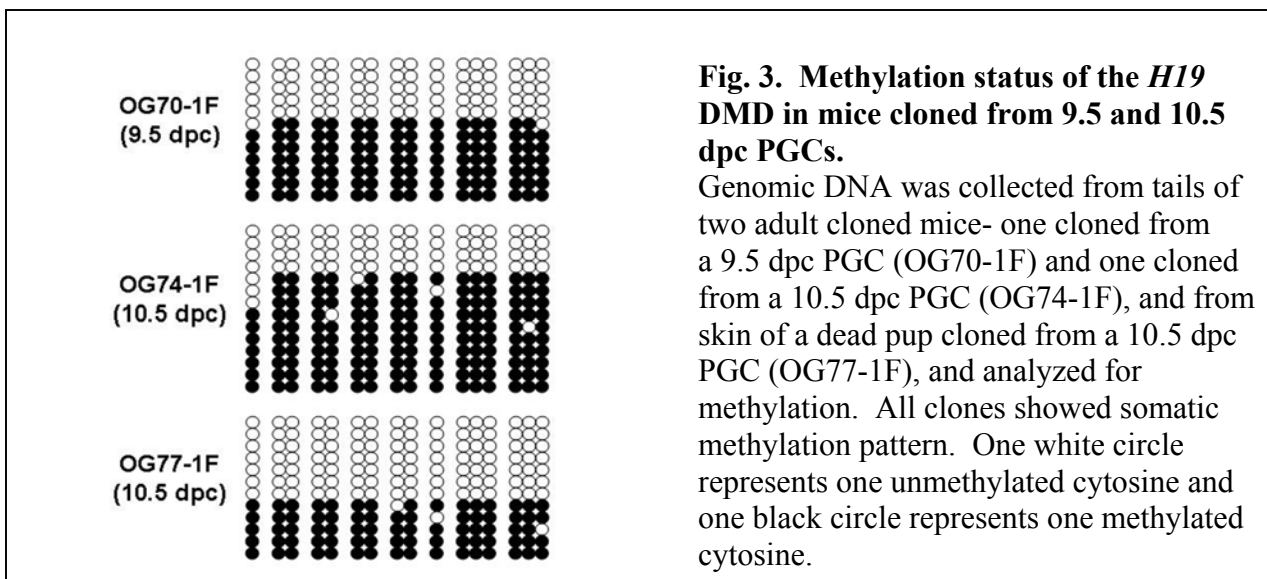 OG70-1F
(9.5 dpc)
OG74-1F
(10.5 dpc)
OG77-1F
(10.5 dpc)
Fig. 3. Methylation status of the H19
DMD in mice cloned from 9.5 and 10.5
dpc PGCs.
Genomic DNA was collected from tails of
two adult cloned mice- one cloned from
a 9.5 dpc PGC (OG70-1F) and one cloned
from a 10.5 dpc PGC (OG74-1F), and from
skin of a dead pup cloned from a 10.5 dpc
PGC (OG77-1F), and analyzed for
methylation. All clones showed somatic
methylation pattern. One white circle
represents one unmethylated cytosine and
one black circle represents one methylated
cytosine.